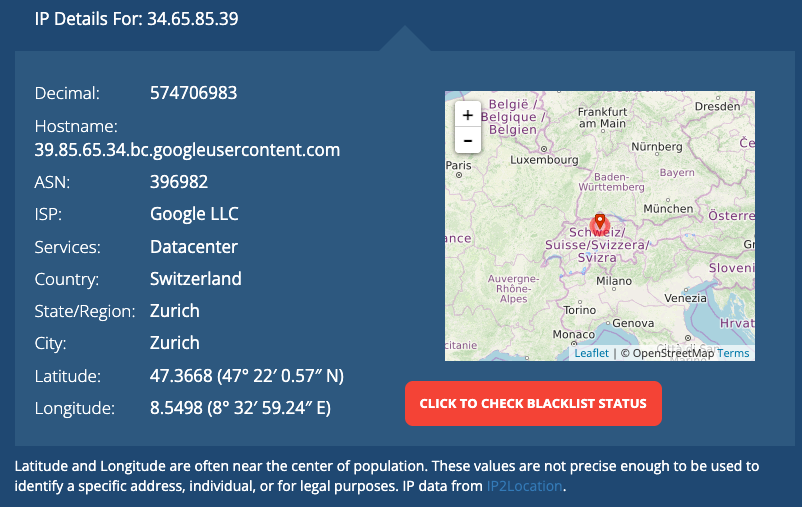 IP Details For: 34.65.85.39
Decimal: 574706983
Hostname:
39.85.65.34.bc.googleusercontent.com
ASN: 396982
ISP: Google LLC
Services: Datacenter
Country: Switzerland
State/Region: Zurich
City: Zurich
Latitude: 47.3668 (47° 22′ 0.57″ N)
Longitude: 8.5498 (8° 32′ 59.24″ E)
+
-
België /
Belgique /
Belgien
Frankfurt
am Main
Dresden
Luxembourg
Nürnberg
Paris
Baden-
Württemberg
Bayern
München
Österre
Schweiz/
Suisse/Svizzera/
Svizra
ance
Auvergne-
Rhône-
Alpes
Milano
Venezia
Sloveni
Torino
Genova
Monaco
Hrvat
citanie
Leaflet | © OpenStreetMap Terms
CLICK TO CHECK BLACKLIST STATUS
Latitude and Longitude are often near the center of population. These values are not precise enough to be used to
identify a specific address, individual, or for legal purposes. IP data from IP2Location.